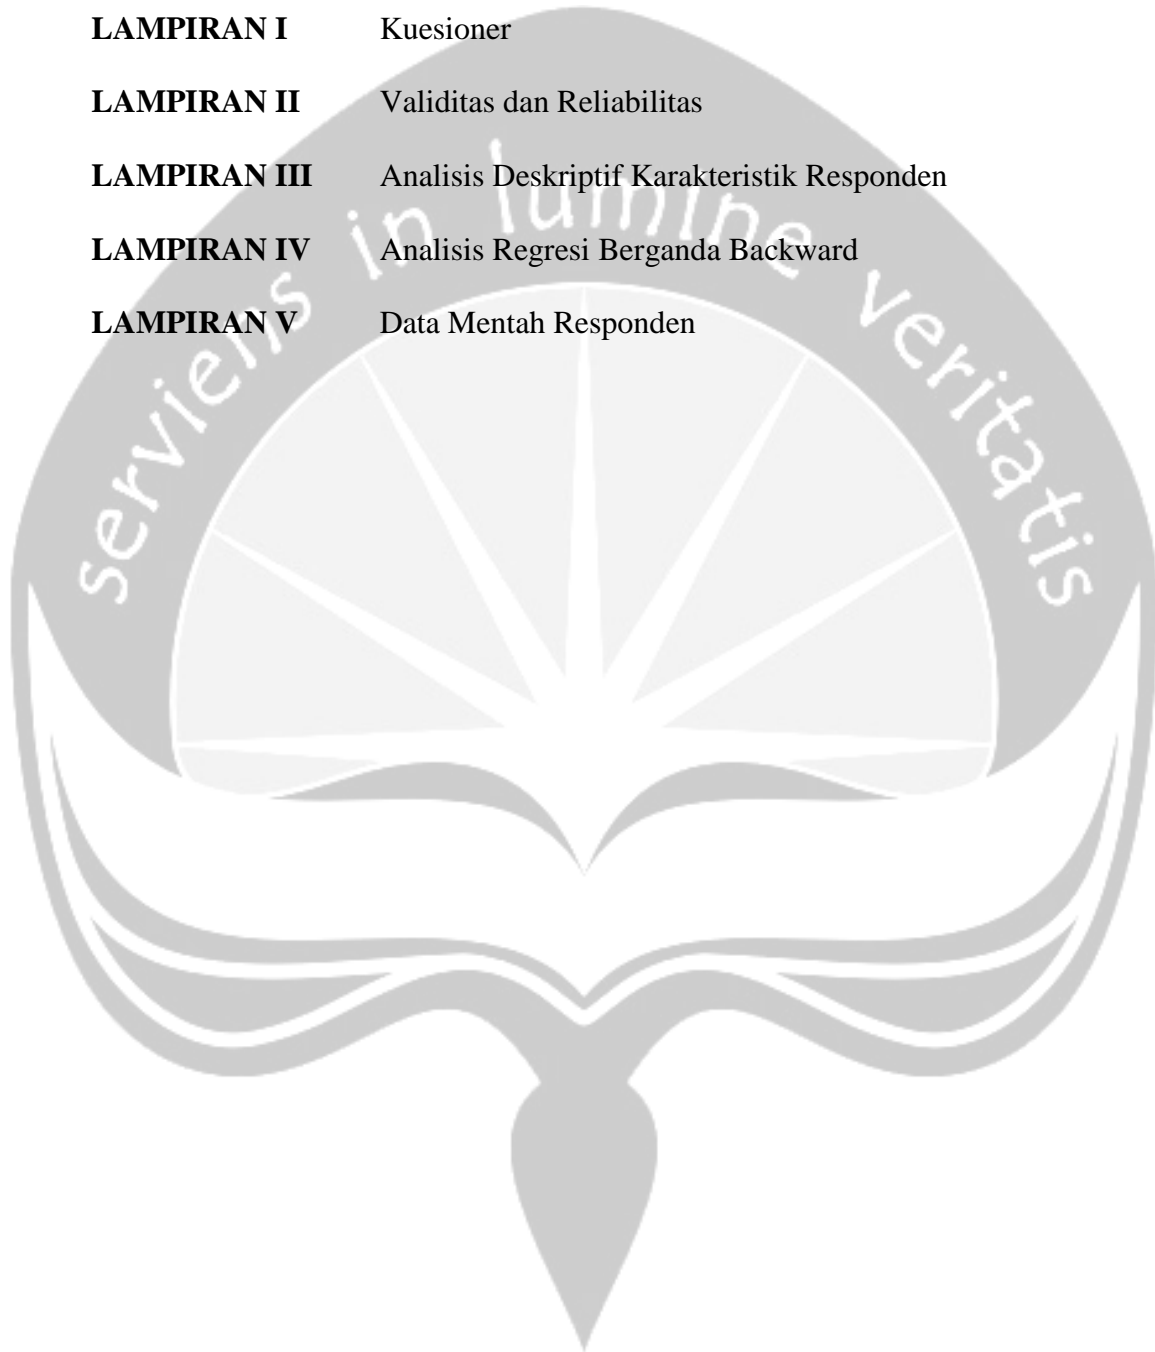 LAMPIRAN I Kuesioner
LAMPIRAN II Validitas dan Reliabilitas
LAMPIRAN III Analisis Deskriptif Karakteristik Responden
LAMPIRAN IV Analisis Regresi Berganda Backward
LAMPIRAN V Data Mentah Responden
serviens in lumine veritatis